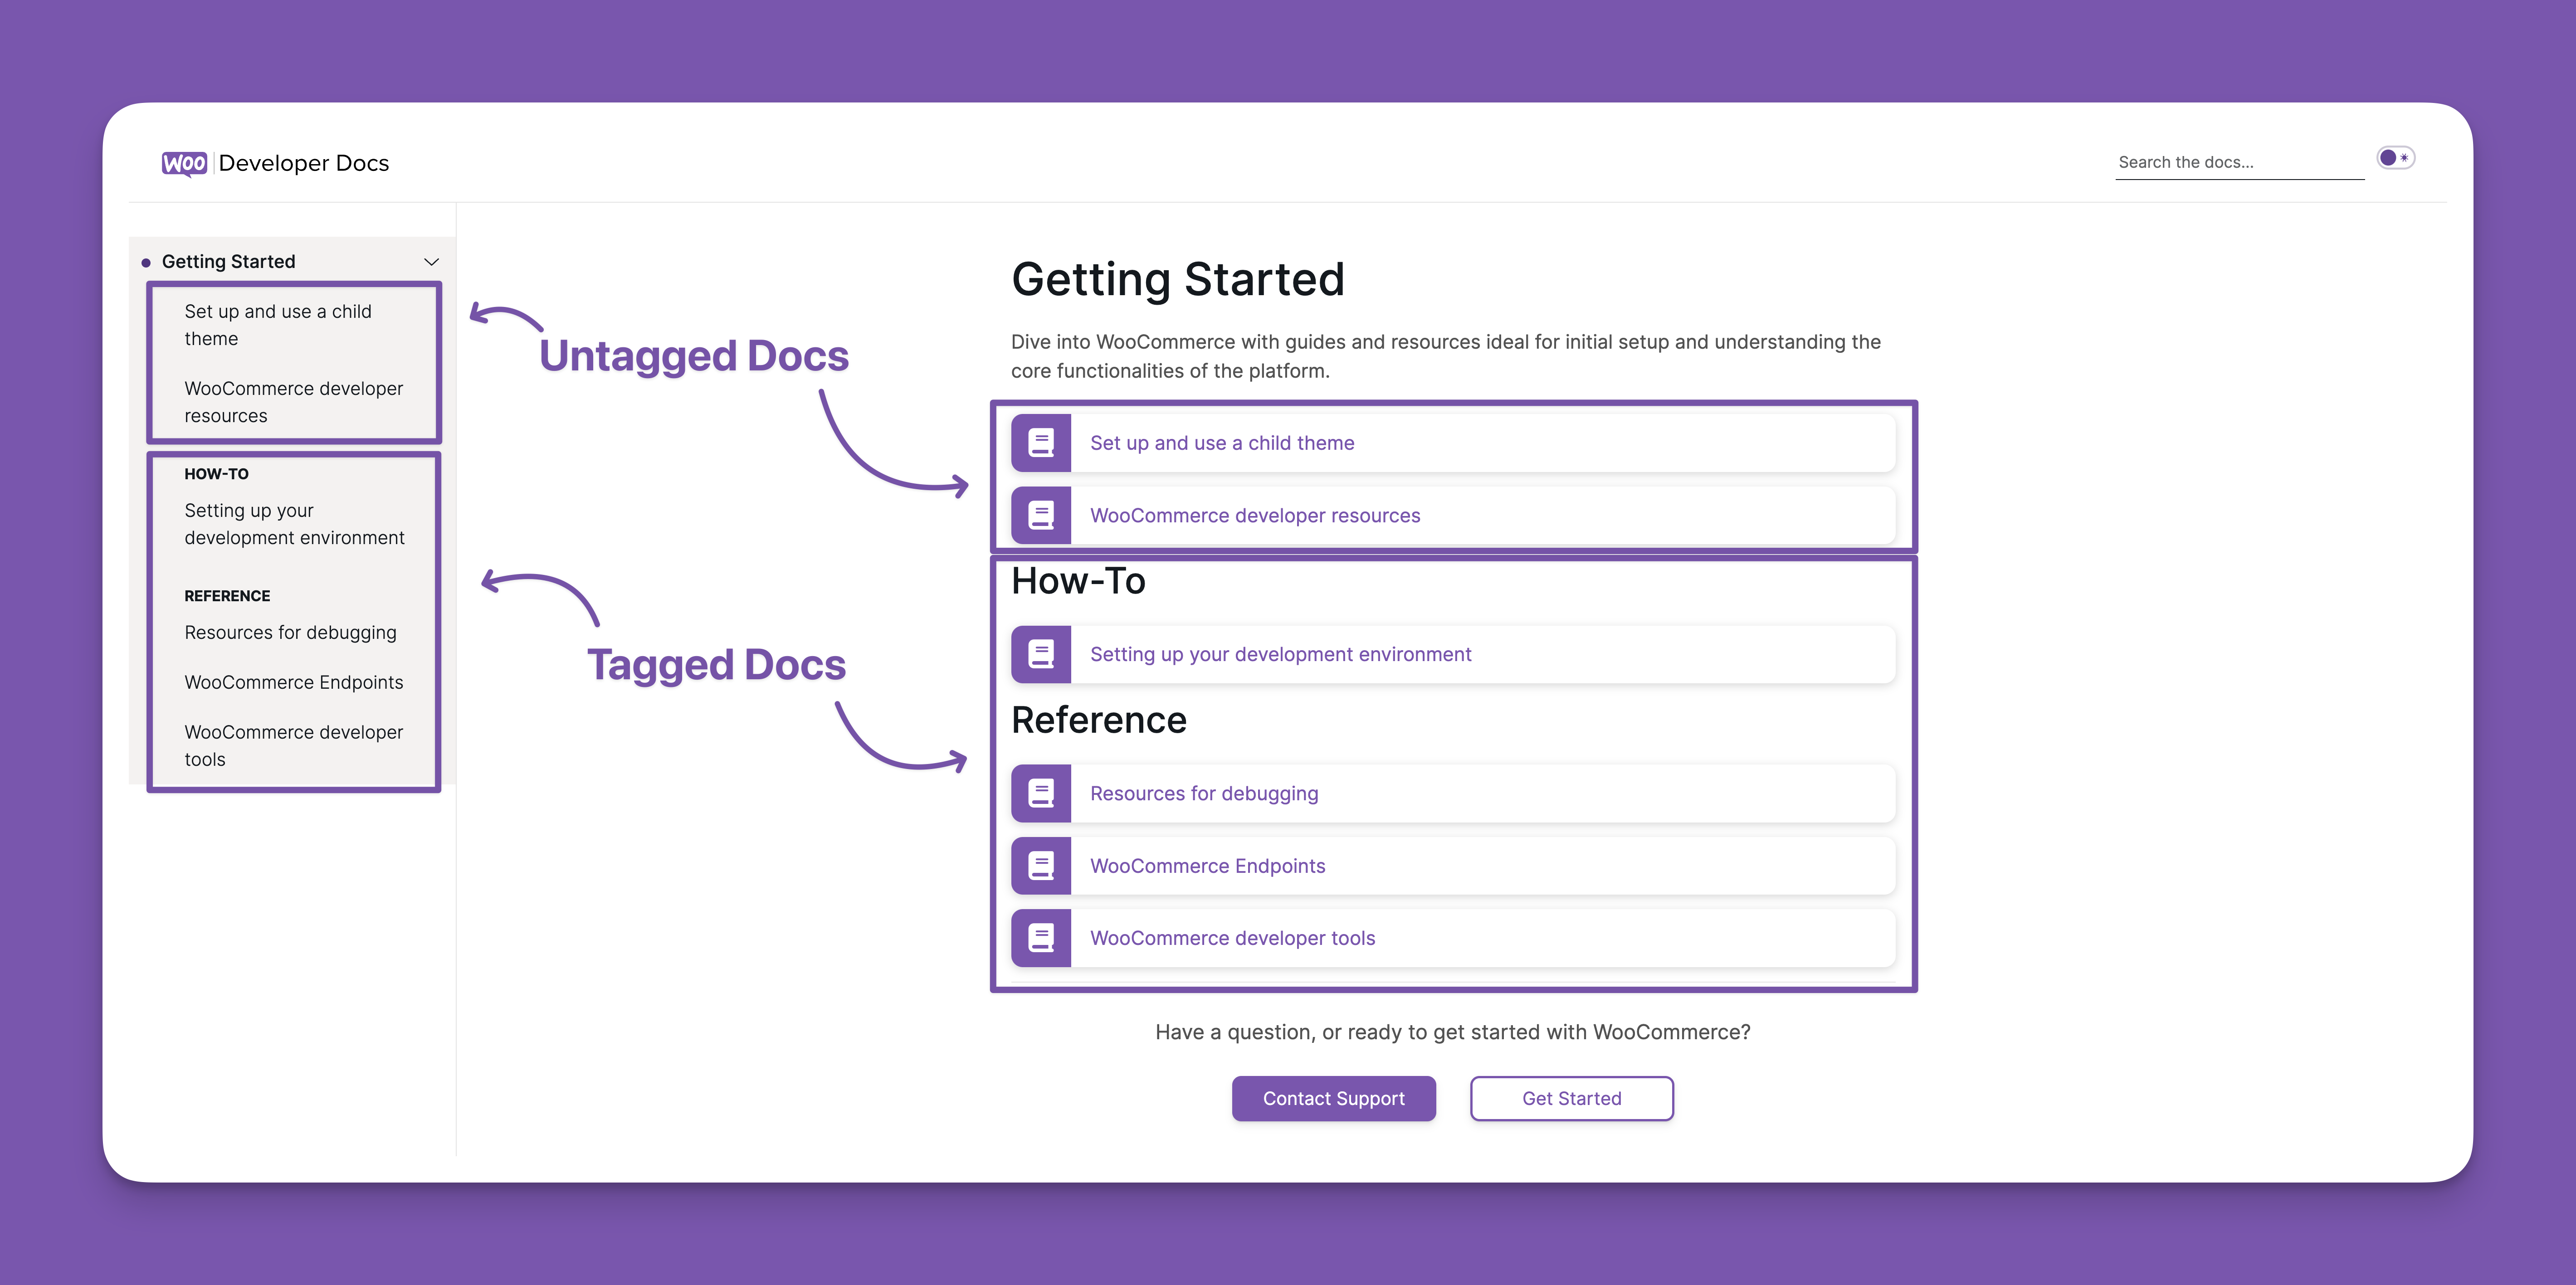 Woo Developer Docs
Search the docs...
Getting Started
Set up and use a child
theme
WooCommerce developer
resources
HOW-TO
Setting up your
development environment
REFERENCE
Resources for debugging
WooCommerce Endpoints
WooCommerce developer
tools
Untagged Docs
Tagged Docs
Getting Started
Dive into WooCommerce with guides and resources ideal for initial setup and understanding the
core functionalities of the platform.
Set up and use a child theme
WooCommerce developer resources
How-To
Setting up your development environment
Reference
Resources for debugging
WooCommerce Endpoints
WooCommerce developer tools
Have a question, or ready to get started with WooCommerce?
Contact Support
Get Started